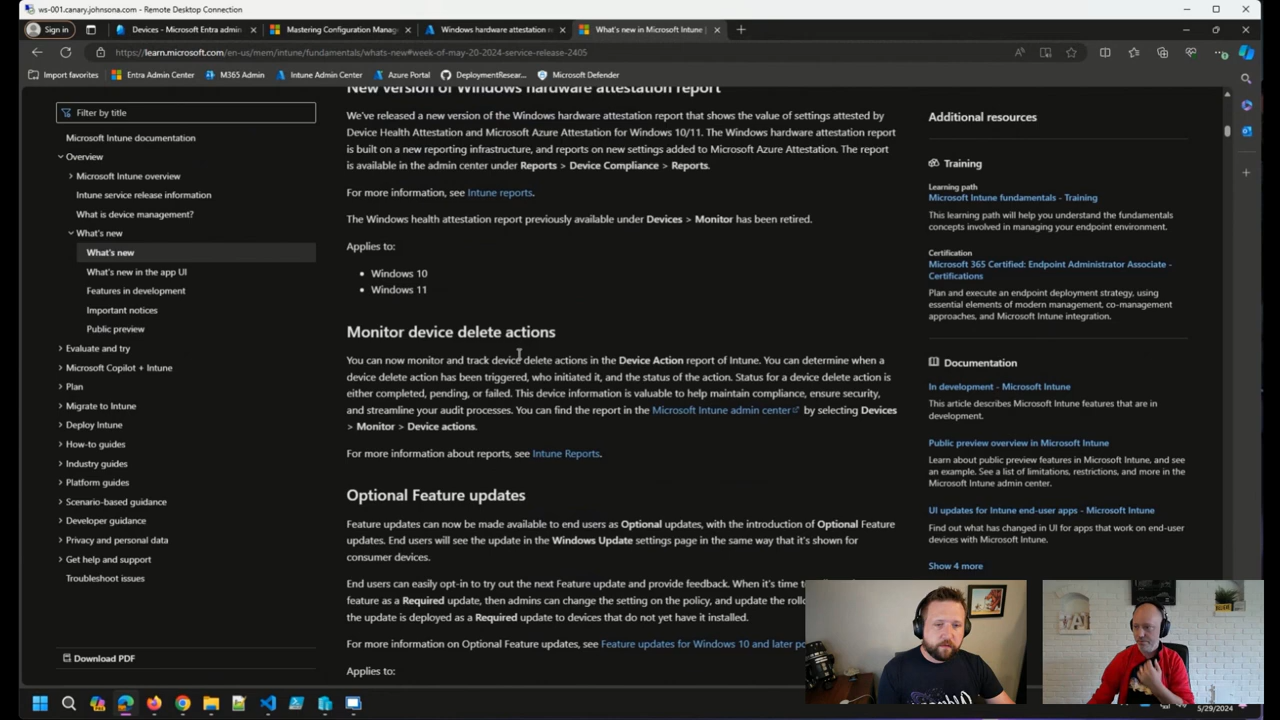 ws-001.canary.johnsona.com - Remote Desktop Connection
Sign in
Devices - Microsoft Entra admin
Mastering Configuration Manage
Windows hardware attestation re
What's new in Microsoft Intune |
https://learn.microsoft.com/en-us/mem/intune/fundamentals/whats-new#week-of-may-20-2024-service-release-2405
Import favorites
Entra Admin Center
M365 Admin
Intune Admin Center
Azure Portal
DeploymentResear...
Microsoft Defender
Filter by title
Microsoft Intune documentation
Overview
Microsoft Intune overview
Intune service release information
What is device management?
What's new
What's new
What's new in the app UI
Features in development
Important notices
Public preview
Evaluate and try
Microsoft Copilot + Intune
Plan
Migrate to Intune
Deploy Intune
How-to guides
Industry guides
Platform guides
Scenario-based guidance
Developer guidance
Privacy and personal data
Get help and support
Troubleshoot issues
Download PDF
New version of Windows hardware attestation report
We've released a new version of the Windows hardware attestation report that shows the value of settings attested by
Device Health Attestation and Microsoft Azure Attestation for Windows 10/11. The Windows hardware attestation report
is built on a new reporting infrastructure, and reports on new settings added to Microsoft Azure Attestation. The report
is available in the admin center under Reports > Device Compliance > Reports.
For more information, see Intune reports.
The Windows health attestation report previously available under Devices > Monitor has been retired.
Applies to:
• Windows 10
• Windows 11
Monitor device delete actions
You can now monitor and track device delete actions in the Device Action report of Intune. You can determine when a
device delete action has been triggered, who initiated it, and the status of the action. Status for a device delete action is
either completed, pending, or failed. This device information is valuable to help maintain compliance, ensure security,
and streamline your audit processes. You can find the report in the Microsoft Intune admin center by selecting Devices
> Monitor > Device actions.
For more information about reports, see Intune Reports.
Optional Feature updates
Feature updates can now be made available to end users as Optional updates, with the introduction of Optional Feature
updates. End users will see the update in the Windows Update settings page in the same way that it's shown for
consumer devices.
End users can easily opt-in to try out the next Feature update and provide feedback. When it's time to
feature as a Required update, then admins can change the setting on the policy, and update the rollo
the update is deployed as a Required update to devices that do not yet have it installed.
For more information on Optional Feature updates, see Feature updates for Windows 10 and later po
Applies to:
Additional resources
Training
Learning path
Microsoft Intune fundamentals - Training
This learning path will help you understand the fundamentals
concepts involved in managing your endpoint environment.
Certification
Microsoft 365 Certified: Endpoint Administrator Associate -
Certifications
Plan and execute an endpoint deployment strategy, using
essential elements of modern management, co-management
approaches, and Microsoft Intune integration.
Documentation
In development - Microsoft Intune
This article describes Microsoft Intune features that are in
development.
Public preview overview in Microsoft Intune
Learn about public preview features in Microsoft Intune, and see
an example. See a list of limitations, restrictions, and more in the
Microsoft Intune admin center.
UI updates for Intune end-user apps - Microsoft Intune
Find out what has changed in UI for apps that work on end-user
devices with Microsoft Intune.
Show 4 more
5/29/2024